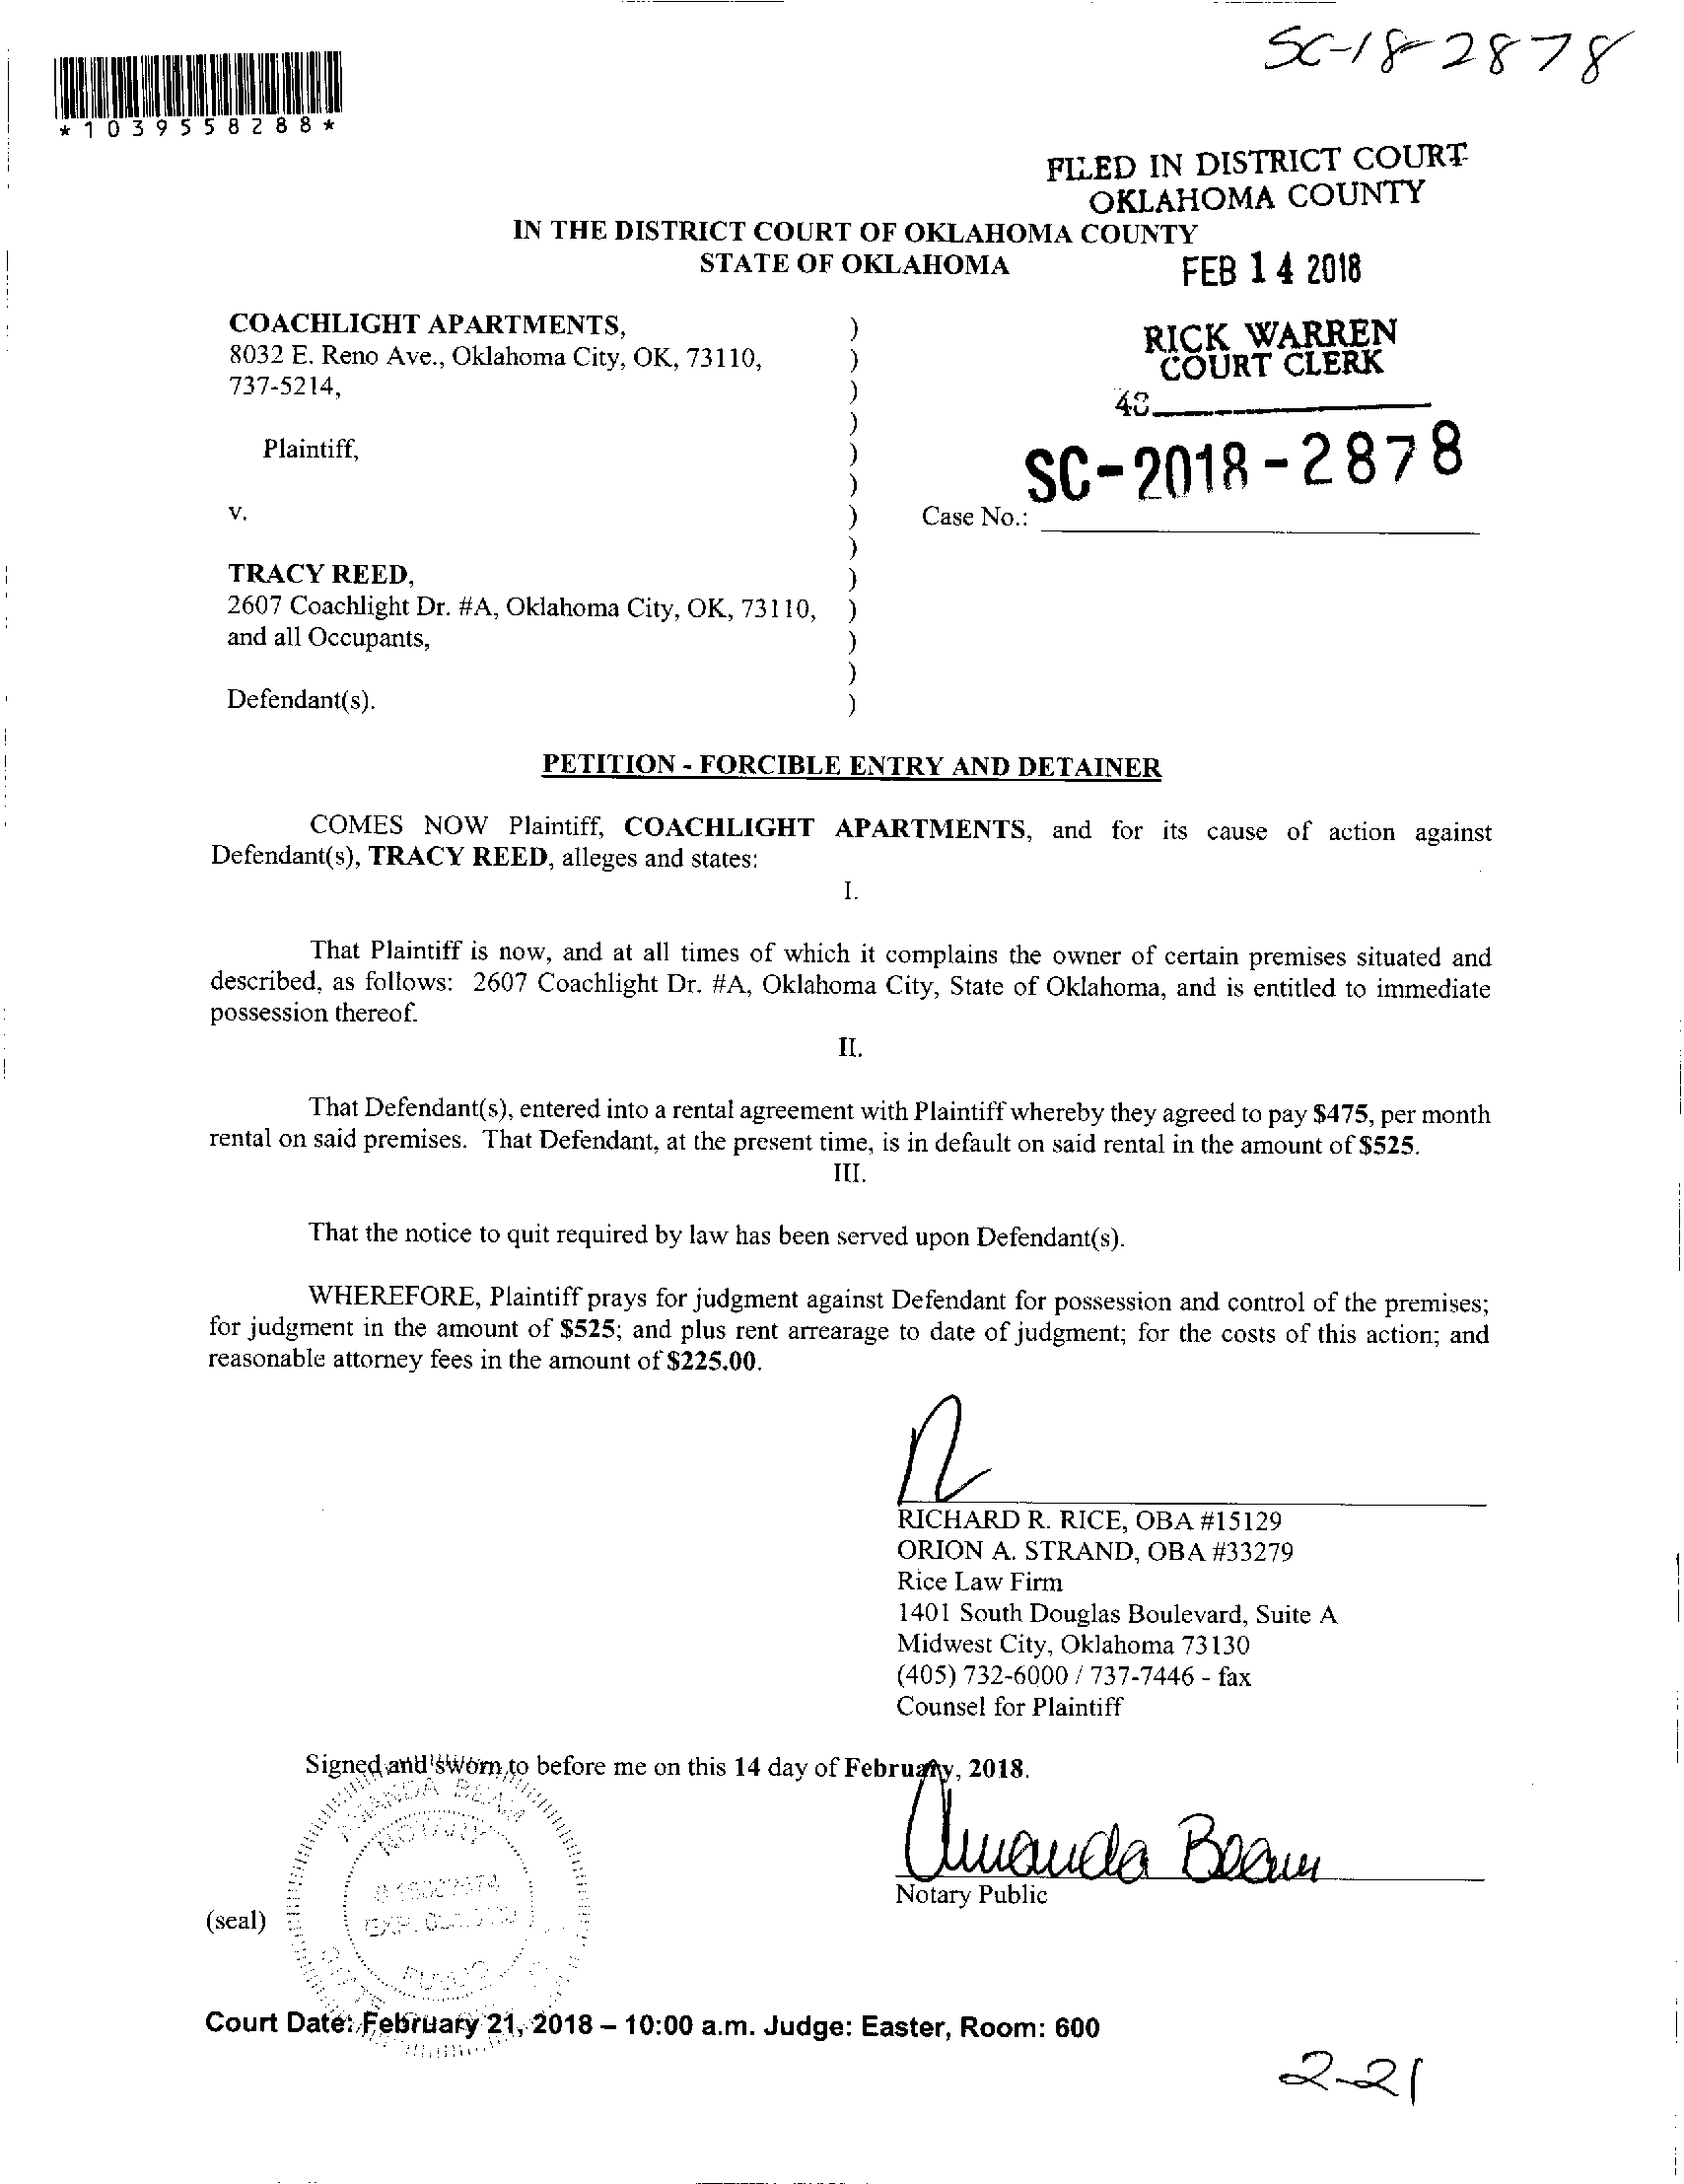 SC-18-2878
*1039558288*
FILED IN DISTRICT COURT
OKLAHOMA COUNTY
IN THE DISTRICT COURT OF OKLAHOMA COUNTY
STATE OF OKLAHOMA
FEB 14 2018
COACHLIGHT APARTMENTS, )
8032 E. Reno Ave., Oklahoma City, OK, 73110, )
737-5214, )
)
RICK WARREN
COURT CLERK
Plaintiff, )
)
SC-2018-2878
v. ) Case No.:
)
TRACY REED, )
2607 Coachlight Dr. #A, Oklahoma City, OK, 73110, )
and all Occupants, )
)
Defendant(s). )
PETITION - FORCIBLE ENTRY AND DETAINER
COMES NOW Plaintiff, COACHLIGHT APARTMENTS, and for its cause of action against
Defendant(s), TRACY REED, alleges and states:
I.
That Plaintiff is now, and at all times of which it complains the owner of certain premises situated and
described, as follows: 2607 Coachlight Dr. #A, Oklahoma City, State of Oklahoma, and is entitled to immediate
possession thereof.
II.
That Defendant(s), entered into a rental agreement with Plaintiff whereby they agreed to pay $475, per month
rental on said premises. That Defendant, at the present time, is in default on said rental in the amount of $525.
III.
That the notice to quit required by law has been served upon Defendant(s).
WHEREFORE, Plaintiff prays for judgment against Defendant for possession and control of the premises;
for judgment in the amount of $525; and plus rent arrearage to date of judgment; for the costs of this action; and
reasonable attorney fees in the amount of $225.00.
RICHARD R. RICE, OBA #15129
ORION A. STRAND, OBA #33279
Rice Law Firm
1401 South Douglas Boulevard, Suite A
Midwest City, Oklahoma 73130
(405) 732-6000 / 737-7446 - fax
Counsel for Plaintiff
Signed and sworn to before me on this 14 day of February, 2018.
AMANDA BEAM
NOTARY
Amanda Beam
Notary Public
(seal)
PUBLIC
Court Date: February 21, 2018 – 10:00 a.m. Judge: Easter, Room: 600
2-21